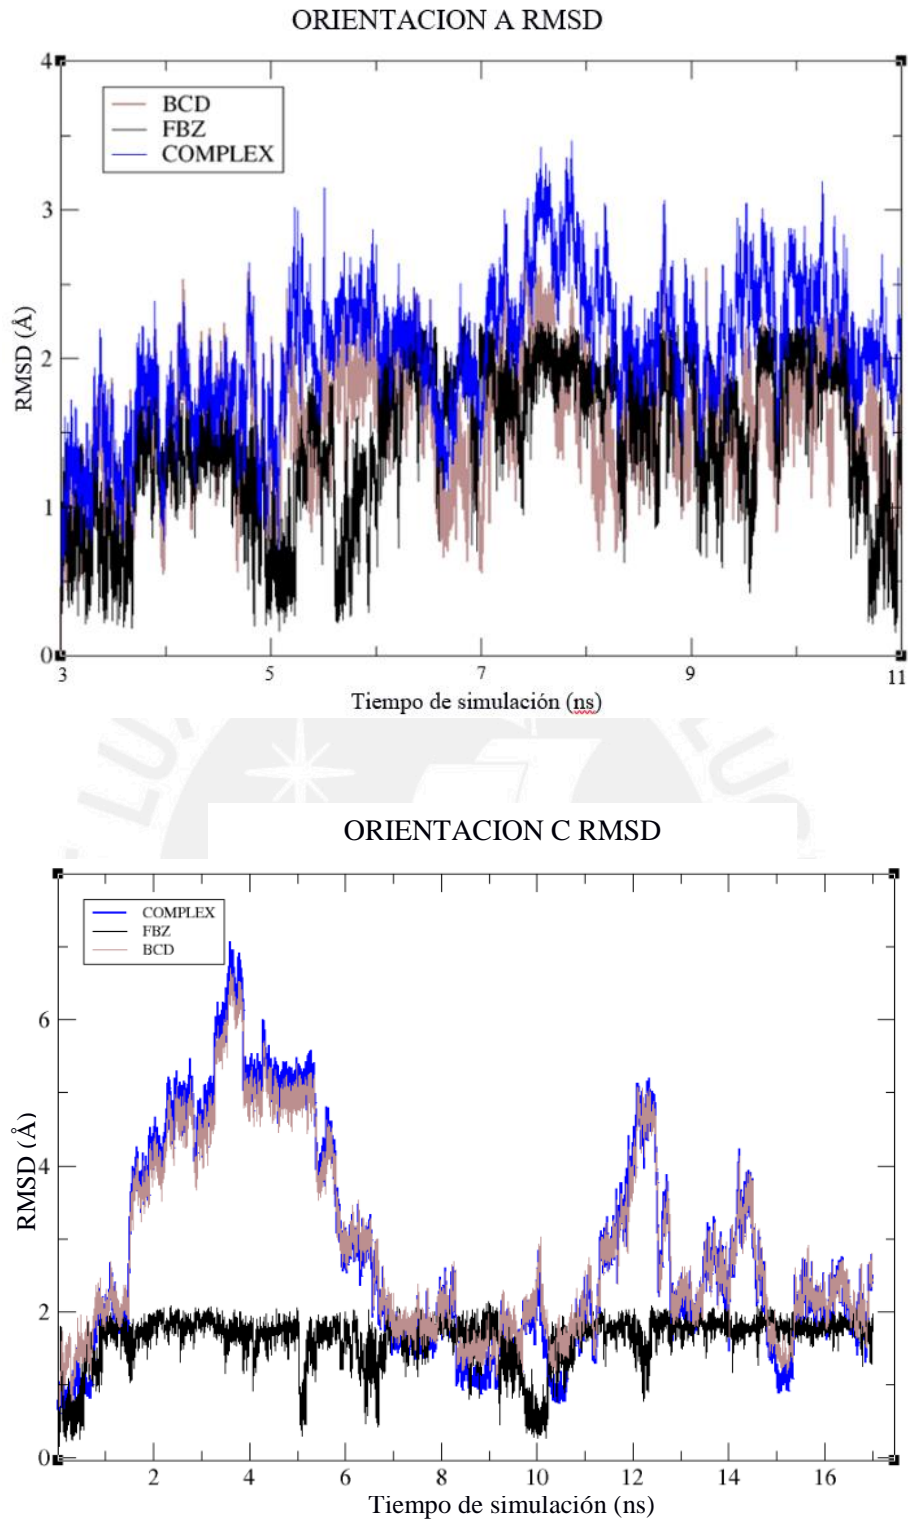 ORIENTACION A RMSD
4
BCD
FBZ
COMPLEX
3
RMSD (Å)
2
1
0
3 5 7 9 11
Tiempo de simulación (ns)
LU
LUC
ORIENTACION C RMSD
COMPLEX
FBZ
BCD
6
RMSD (Å)
4
2
0
2 4 6 8 10 12 14 16
Tiempo de simulación (ns)